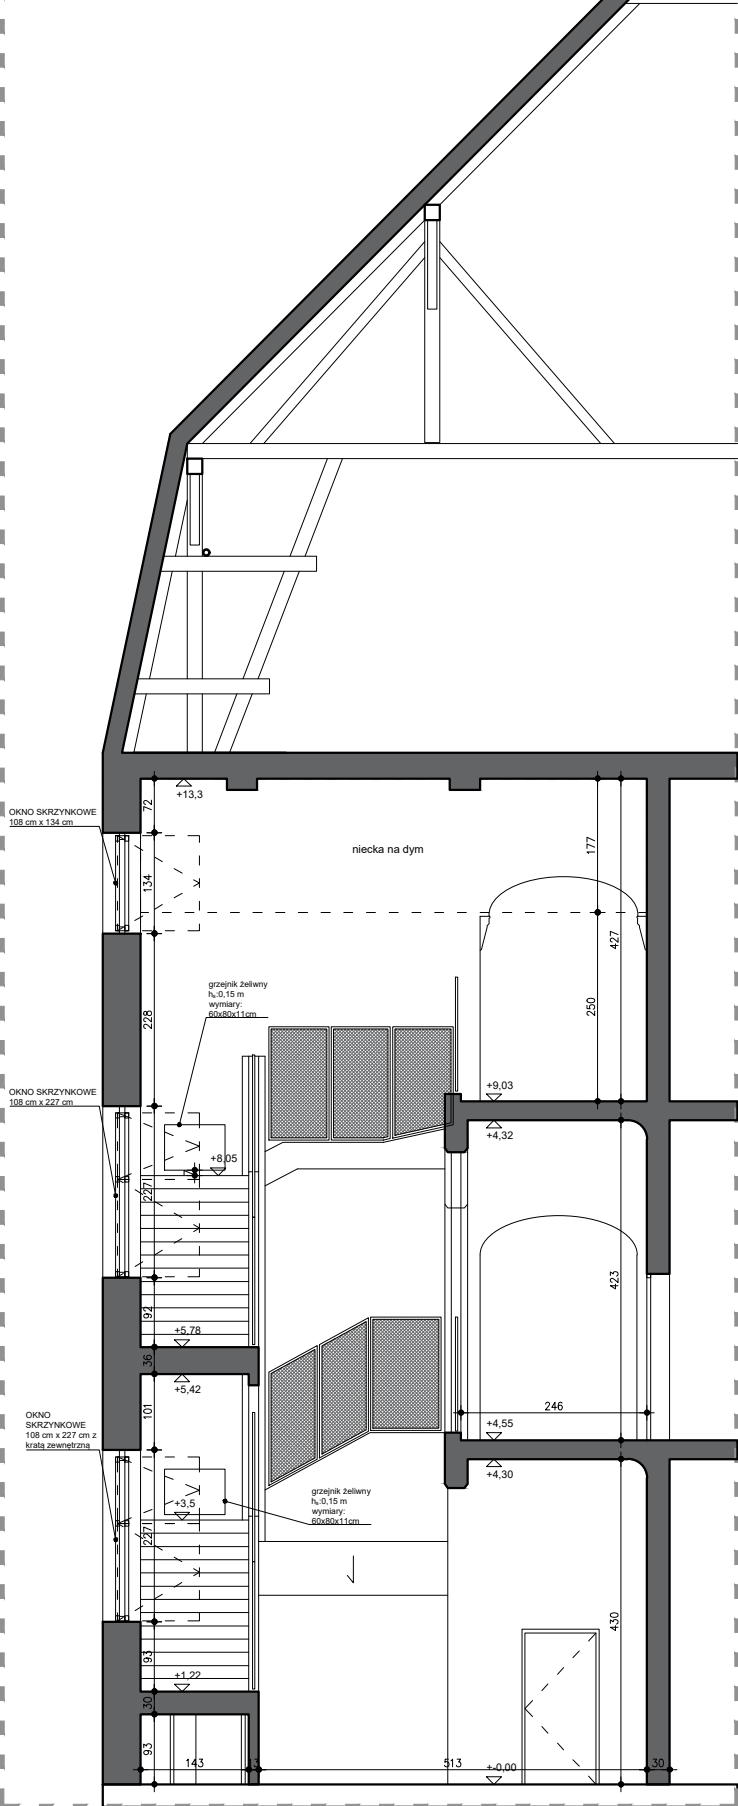 +13,3
72
OKNO SKRZYNKOWE
108 cm x 134 cm
niecka na dym
177
134
427
grzejnik żeliwny
hₚ:0,15 m
wymiary:
60x80x11cm
228
250
OKNO SKRZYNKOWE
108 cm x 227 cm
+9,03
+4,32
+8,05
227
423
92
+5,78
36
+5,42
101
246
OKNO
SKRZYNKOWE
108 cm x 227 cm z
kratą zewnętrzną
+4,55
+4,30
+3,5
grzejnik żeliwny
hₚ:0,15 m
wymiary:
60x80x11cm
227
430
93
+1,22
30
93
143
13
513
+-0,00
30